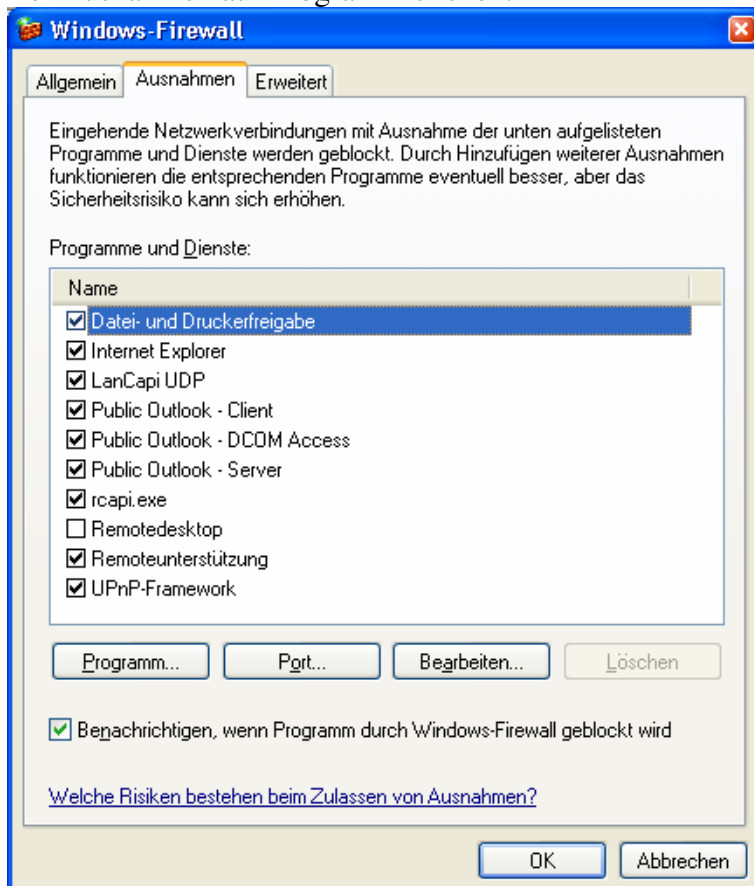 Windows-Firewall
Allgemein Ausnahmen Erweitert
Eingehende Netzwerkverbindungen mit Ausnahme der unten aufgelisteten
Programme und Dienste werden geblockt. Durch Hinzufügen weiterer Ausnahmen
funktionieren die entsprechenden Programme eventuell besser, aber das
Sicherheitsrisiko kann sich erhöhen.
Programme und Dienste:
Name
Datei- und Druckerfreigabe
Internet Explorer
LanCapi UDP
Public Outlook - Client
Public Outlook - DCOM Access
Public Outlook - Server
rcapi.exe
Remotedesktop
Remoteunterstützung
UPnP-Framework
Programm... Port... Bearbeiten... Löschen
Benachrichtigen, wenn Programm durch Windows-Firewall geblockt wird
Welche Risiken bestehen beim Zulassen von Ausnahmen?
OK Abbrechen